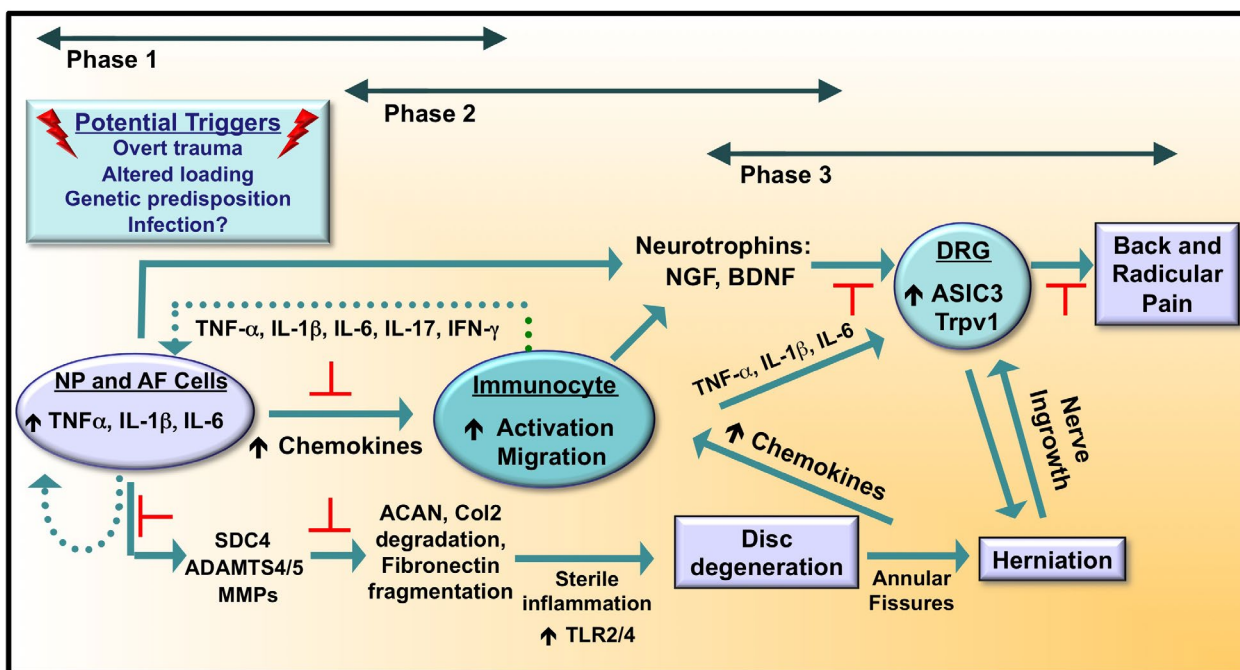 Phase 1
Phase 2
Phase 3
Potential Triggers
Overt trauma
Altered loading
Genetic predisposition
Infection?
Neurotrophins:
NGF, BDNF
DRG
↑ ASIC3
Trpv1
Back and
Radicular
Pain
TNF-α, IL-1β, IL-6, IL-17, IFN-γ
NP and AF Cells
↑ TNFα, IL-1β, IL-6
↑ Chemokines
Immunocyte
↑ Activation
Migration
TNF-α, IL-1β, IL-6
↑ Chemokines
Nerve
Ingrowth
SDC4
ADAMTS4/5
MMPs
ACAN, Col2
degradation,
Fibronectin
fragmentation
Sterile
inflammation
↑ TLR2/4
Disc
degeneration
Annular
Fissures
Herniation